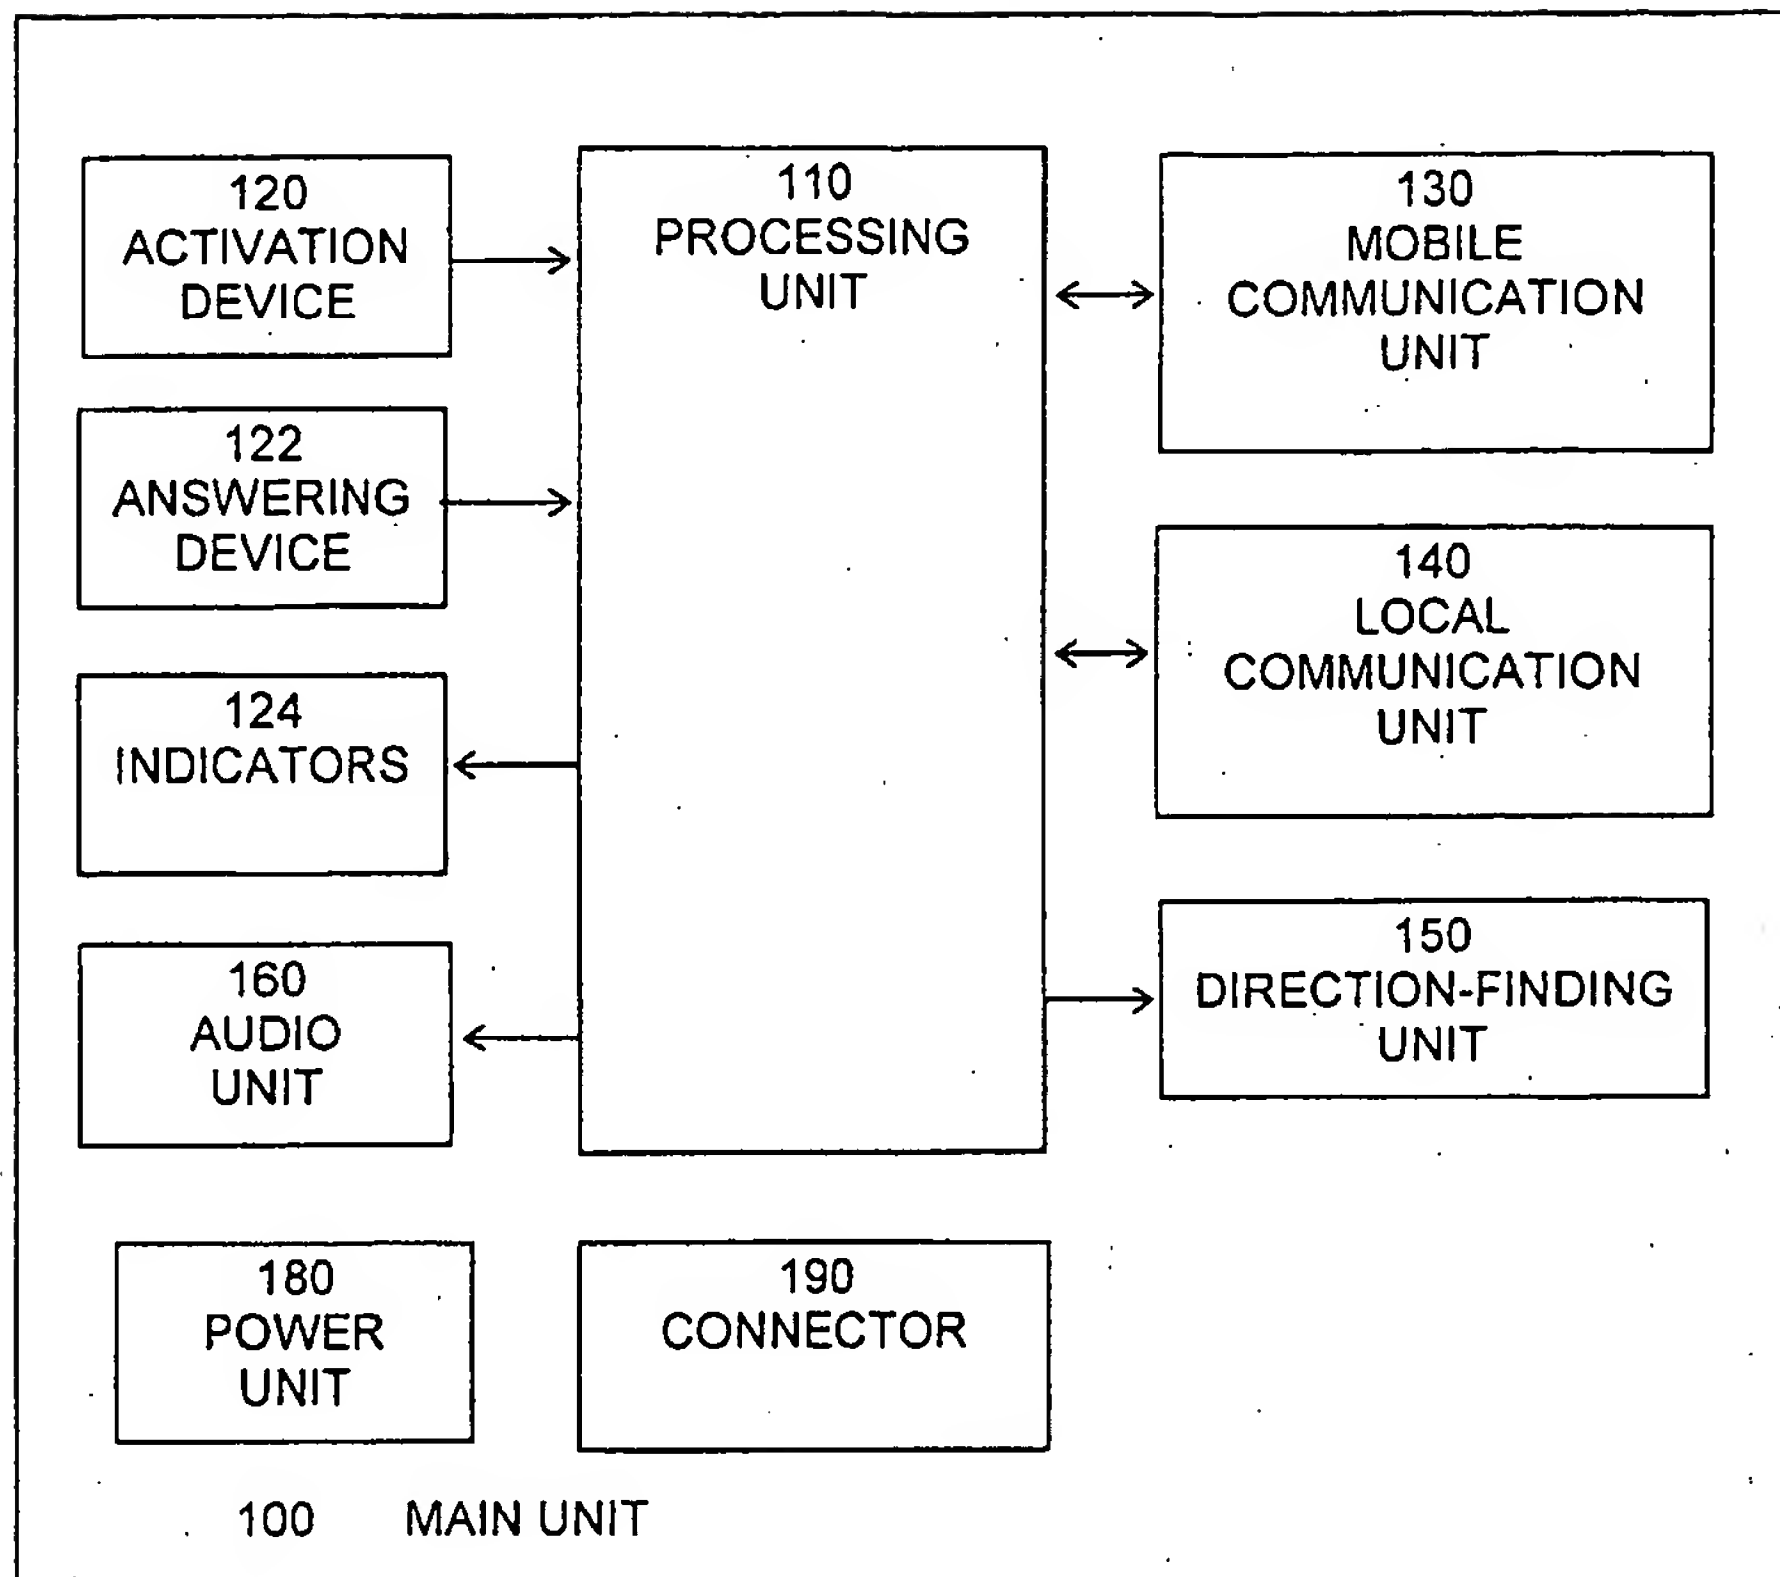 120
ACTIVATION
DEVICE
122
ANSWERING
DEVICE
124
INDICATORS
160
AUDIO
UNIT
110
PROCESSING
UNIT
130
MOBILE
COMMUNICATION
UNIT
140
LOCAL
COMMUNICATION
UNIT
150
DIRECTION-FINDING
UNIT
180
POWER
UNIT
190
CONNECTOR
100 MAIN UNIT